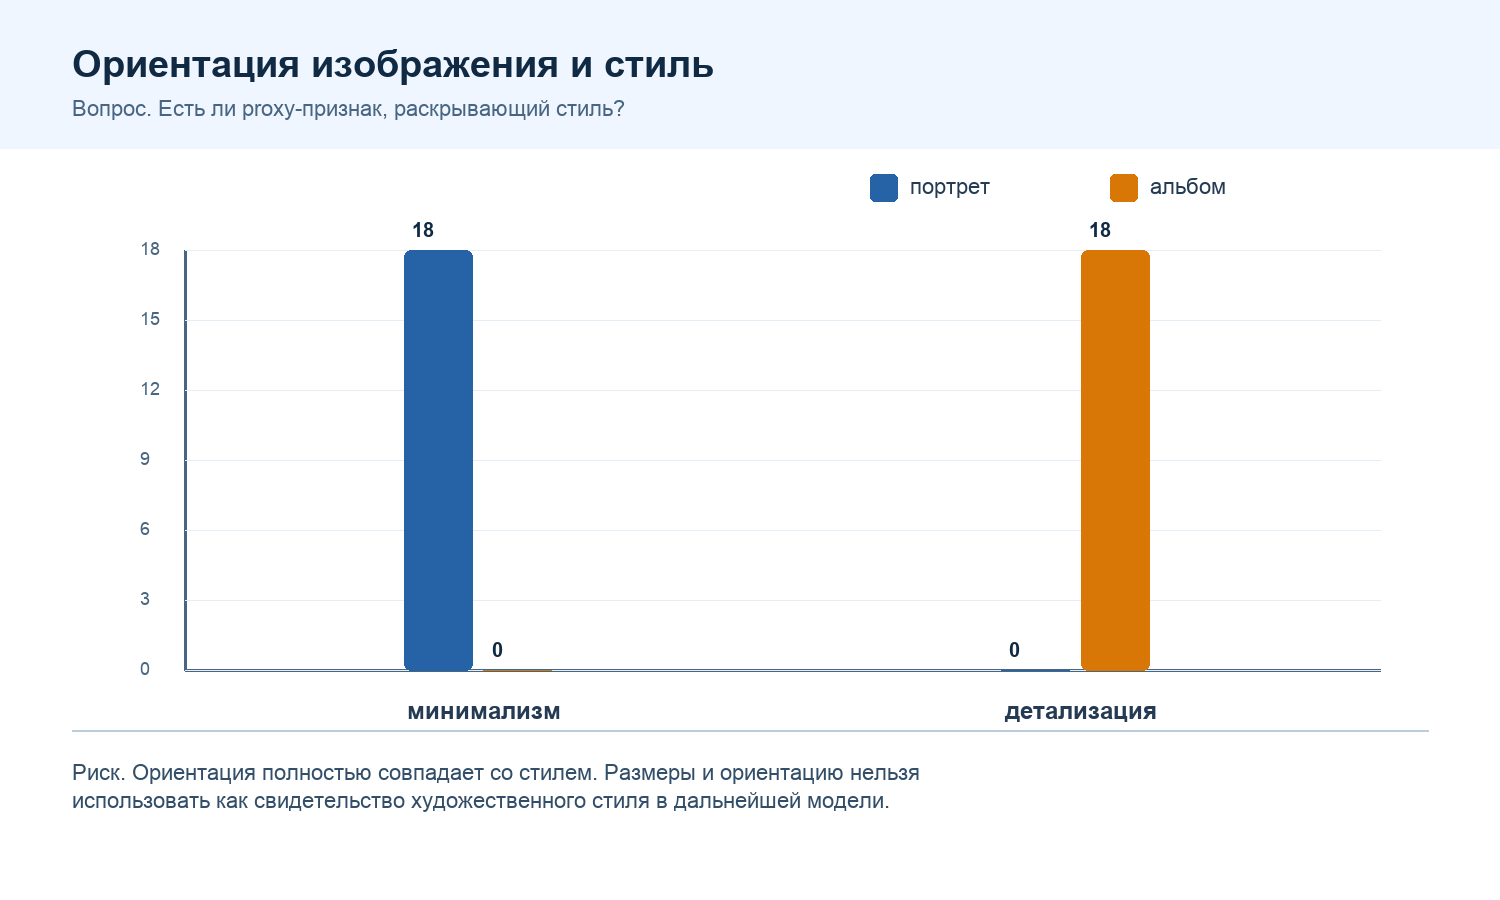 Ориентация изображения и стиль
Вопрос. Есть ли proxy-признак, раскрывающий стиль?
портрет
альбом
18
18
18
15
12
9
6
3
0
0
0
минимализм
детализация
Риск. Ориентация полностью совпадает со стилем. Размеры и ориентацию нельзя
использовать как свидетельство художественного стиля в дальнейшей модели.